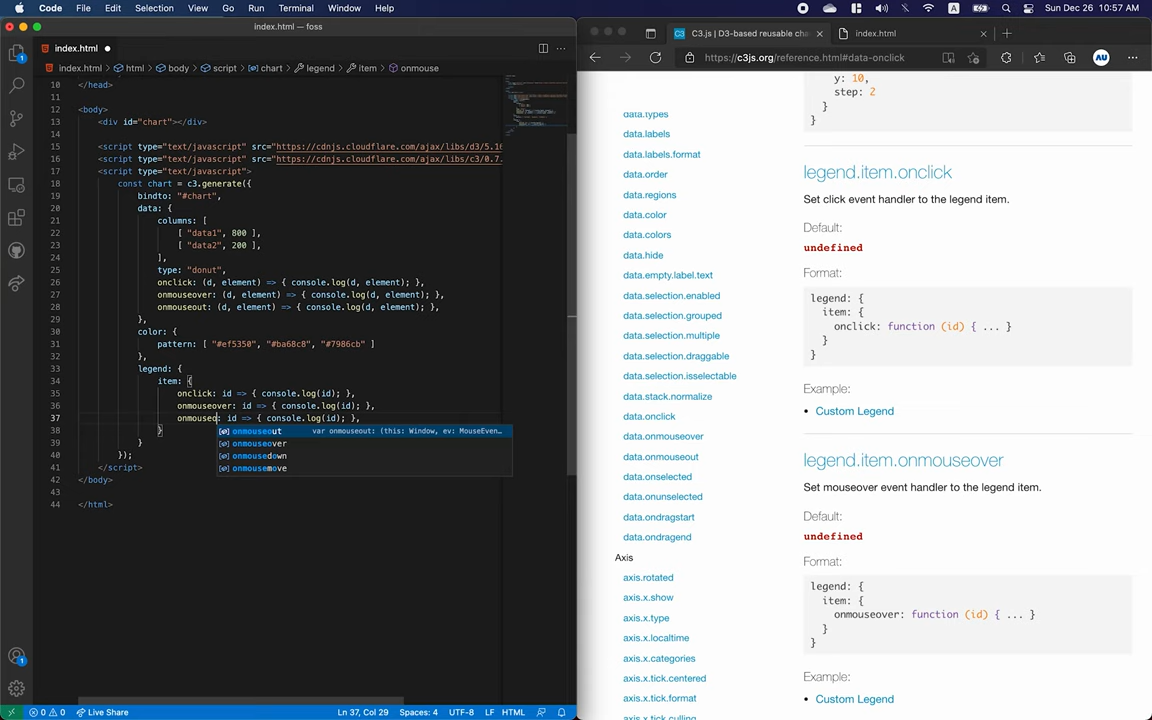 Code File Edit Selection View Go Run Terminal Window Help
A
Sun Dec 26 10:57 AM
index.html — foss
index.html
index.html > html > body > script > chart > legend > item > onmouse
10 </head>
11
12 <body>
13 <div id="chart"></div>
14
15 <script type="text/javascript" src="https://cdnjs.cloudflare.com/ajax/libs/d3/5.16
16 <script type="text/javascript" src="https://cdnjs.cloudflare.com/ajax/libs/c3/0.7.
17 <script type="text/javascript">
18 const chart = c3.generate({
19 bindto: "#chart",
20 data: {
21 columns: [
22 [ "data1", 800 ],
23 [ "data2", 200 ],
24 ],
25 type: "donut",
26 onclick: (d, element) => { console.log(d, element); },
27 onmouseover: (d, element) => { console.log(d, element); },
28 onmouseout: (d, element) => { console.log(d, element); },
29 },
30 color: {
31 pattern: [ "#ef5350", "#ba68c8", "#7986cb" ]
32 },
33 legend: {
34 item: {
35 onclick: id => { console.log(id); },
36 onmouseover: id => { console.log(id); },
37 onmouseo: id => { console.log(id); },
38 }
39 }
40 });
41 </script>
42 </body>
43
44 </html>
onmouseout var onmouseout: (this: Window, ev: MouseEven...
onmouseover
onmousedown
onmousemove
1
1
0 0 Live Share
Ln 37, Col 29 Spaces: 4 UTF-8 LF HTML
C3.js | D3-based reusable cha
index.html
https://c3js.org/reference.html#data-onclick
AU
data.types
data.labels
data.labels.format
data.order
data.regions
data.color
data.colors
data.hide
data.empty.label.text
data.selection.enabled
data.selection.grouped
data.selection.multiple
data.selection.draggable
data.selection.isselectable
data.stack.normalize
data.onclick
data.onmouseover
data.onmouseout
data.onselected
data.onunselected
data.ondragstart
data.ondragend
Axis
axis.rotated
axis.x.show
axis.x.type
axis.x.localtime
axis.x.categories
axis.x.tick.centered
axis.x.tick.format
axis.x.tick.culling
y: 10,
step: 2
}
}
legend.item.onclick
Set click event handler to the legend item.
Default:
undefined
Format:
legend: {
item: {
onclick: function (id) { ... }
}
}
Example:
Custom Legend
legend.item.onmouseover
Set mouseover event handler to the legend item.
Default:
undefined
Format:
legend: {
item: {
onmouseover: function (id) { ... }
}
}
Example:
Custom Legend